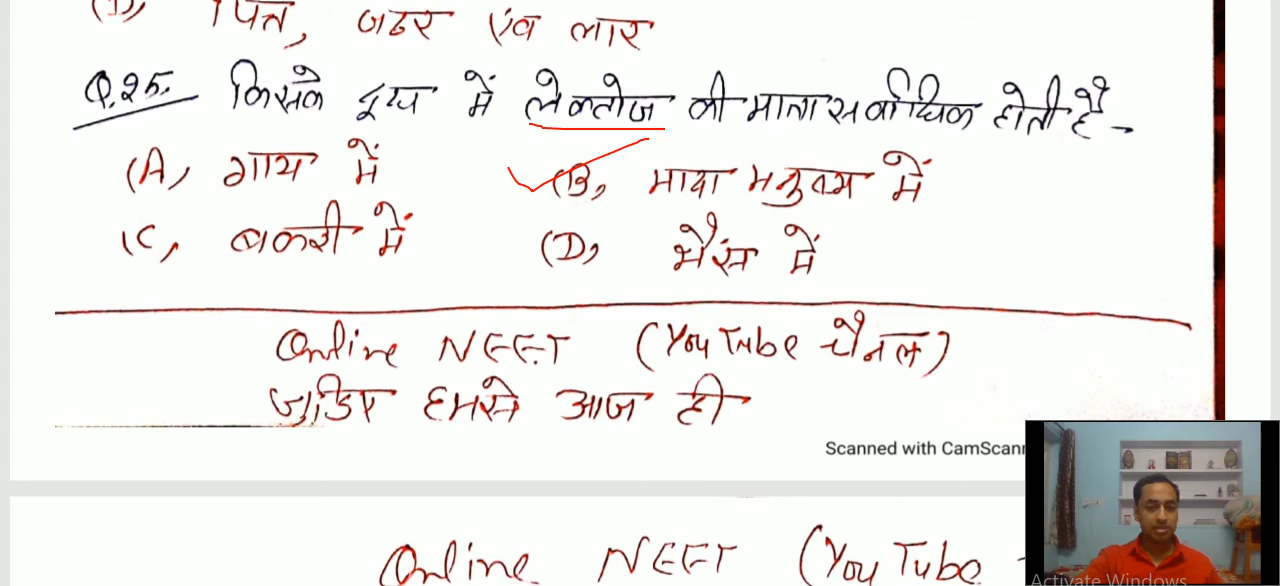 (D), पित्त, जठर एवं लार
Q.25. किसके दुग्ध में लेक्तोज की मात्रा सर्वाधिक होती है -
(A), गाय में (B), मादा मनुष्य में
(C, बकरी में (D), भैंस में
Online NEET (YouTube चैनल)
जुडिए हमसे आज ही
Scanned with CamScann
Online NEET (YouTube
Activate Windows